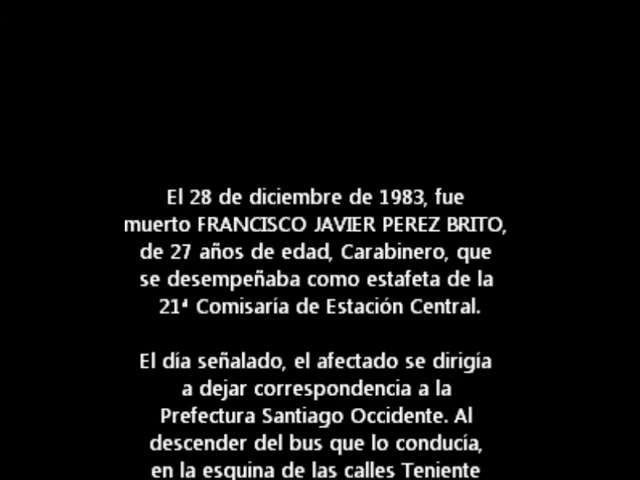 El 28 de diciembre de 1983, fue
muerto FRANCISCO JAVIER PEREZ BRITO,
de 27 años de edad, Carabinero, que
se desempeñaba como estafeta de la
21ª Comisaría de Estación Central.
El día señalado, el afectado se dirigía
a dejar correspondencia a la
Prefectura Santiago Occidente. Al
descender del bus que lo conducía,
en la esquina de las calles Teniente